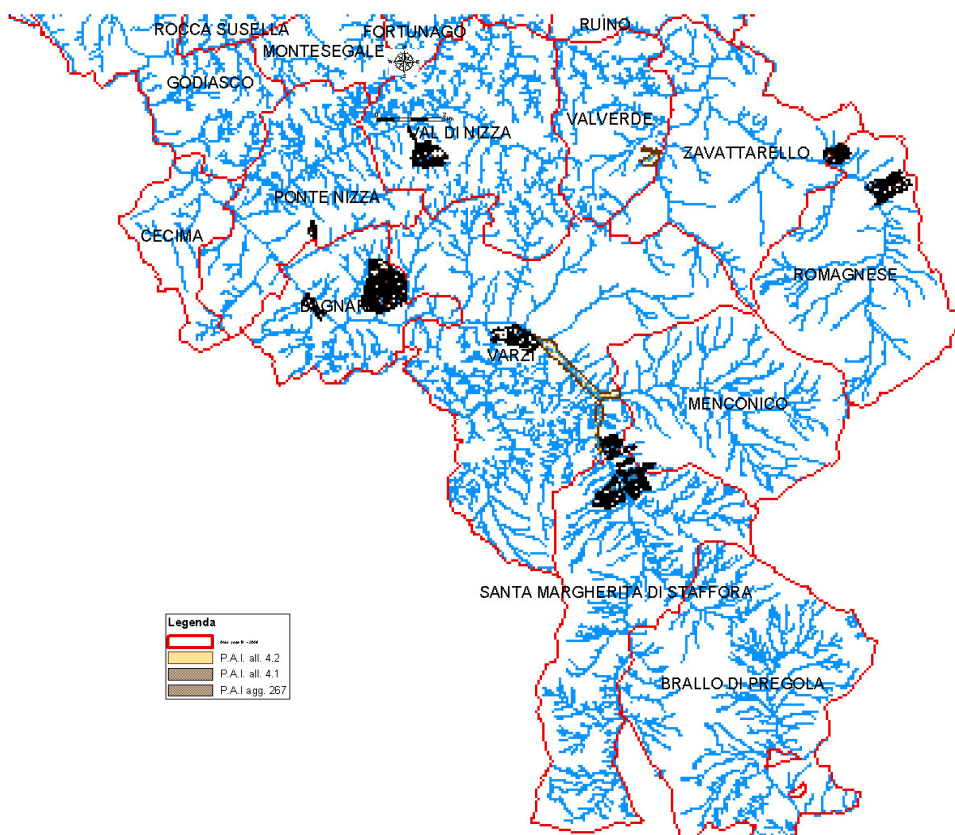 ROCCA SUSELLA
FORTUNAGO
RUINO
MONTESEGALE
GODIASCO
VALVERDE
VAL DI NIZZA
ZAVATTARELLO
PONTE NIZZA
CECIMA
ROMAGNESE
VARZI
MENCONICO
SANTA MARGHERITA DI STAFFORA
BRALLO DI PREGOLA
Legenda
P.A.I. all. 4.2
P.A.I. all. 4.1
P.A.I agg. 267